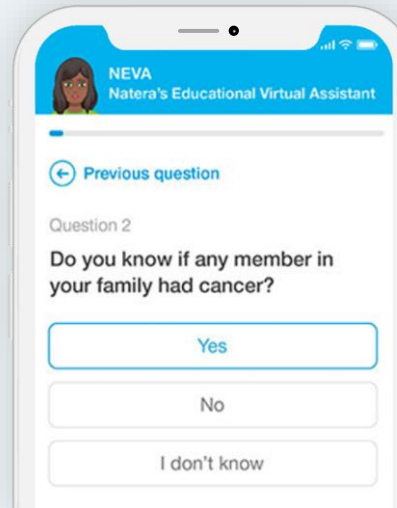 NEVA
Natera's Educational Virtual Assistant
Previous question
Question 2
Do you know if any member in
your family had cancer?
Yes
No
I don't know